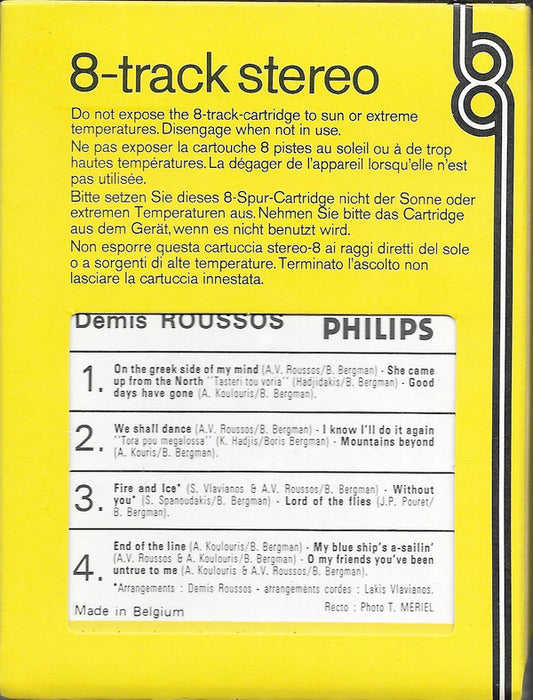 8-track stereo
Do not expose the 8-track-cartridge to sun or extreme
temperatures. Disengage when not in use.
Ne pas exposer la cartouche 8 pistes au soleil ou à de trop
hautes températures. La dégager de l'appareil lorsqu'elle n'est
pas utilisée.
Bitte setzen Sie dieses 8-Spur-Cartridge nicht der Sonne oder
extremen Temperaturen aus. Nehmen Sie bitte das Cartridge
aus dem Gerät, wenn es nicht benutzt wird.
Non esporre questa cartuccia stereo-8 ai raggi diretti del sole
o a sorgenti di alte temperature. Terminato l'ascolto non
lasciare la cartuccia innestata.
Demis ROUSSOS PHILIPS
1. On the greek side of my mind (A.V. Roussos/B. Bergman) - She came
up from the North ''Tasteri tou voria'' (Hadjidakis/B. Bergman) - Good
days have gone (A. Koulouris/B. Bergman).
2. We shall dance (A.V. Roussos/B. Bergman) - I know I'll do it again
''Tora pou megalossa'' (K. Hadjis/Boris Bergman) - Mountains beyond
(A. Kouris/B. Bergman).
3. Fire and Ice* (S. Vlavianos & A.V. Roussos/B. Bergman) - Without
you* (S. Spanoudakis/B. Bergman) - Lord of the flies (J.P. Pouret/
B. Bergman).
4. End of the line (A. Koulouris/B. Bergman) - My blue ship's a-sailin'
(A.V. Roussos & A. Koulouris/B. Bergman) - O my friends you've been
untrue to me (A. Koulouris & A.V. Roussos/B. Bergman).
*Arrangements : Demis Roussos - arrangements cordes : Lakis Vlavianos.
Made in Belgium Recto : Photo T. MERIEL